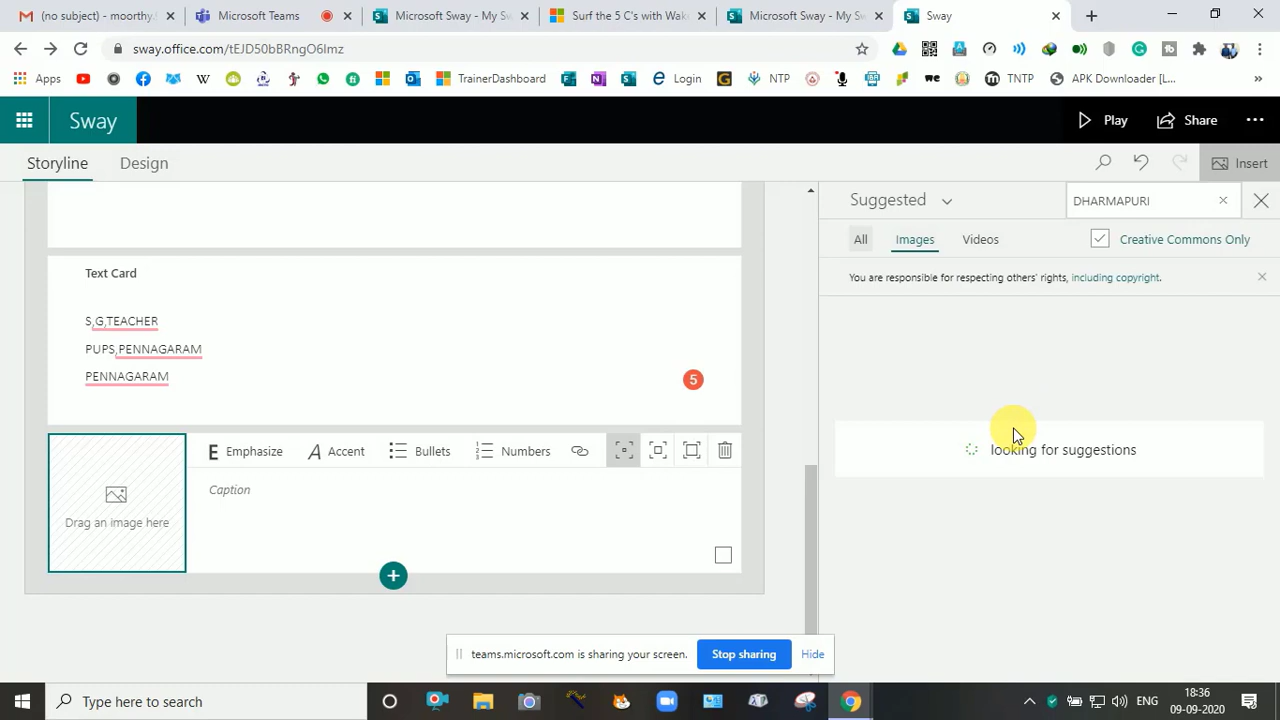 (no subject) - moorthy.s
Microsoft Teams
Microsoft Sway - My Sw
Surf the 5 C's with Wak
Microsoft Sway - My Sw
Sway
sway.office.com/tEJD50bBRngO6Imz
Apps
TrainerDashboard
Login
NTP
TNTP
APK Downloader [L...
Sway
Play
Share
Storyline
Design
Insert
Suggested
DHARMAPURI
All
Images
Videos
Creative Commons Only
You are responsible for respecting others' rights, including copyright.
Text Card
S,G,TEACHER
PUPS,PENNAGARAM
PENNAGARAM
5
Emphasize
Accent
Bullets
Numbers
Drag an image here
Caption
looking for suggestions
teams.microsoft.com is sharing your screen.
Stop sharing
Hide
Type here to search
ENG
18:36
09-09-2020